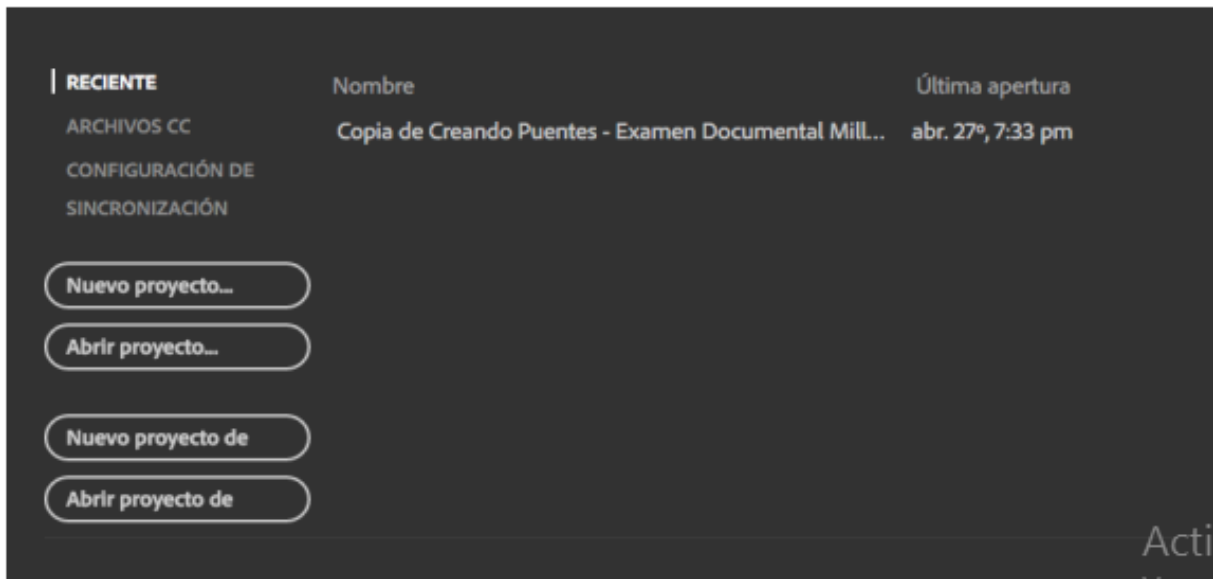 RECIENTE
Nombre
Última apertura
ARCHIVOS CC
Copia de Creando Puentes - Examen Documental Mill...
abr. 27º, 7:33 pm
CONFIGURACIÓN DE
SINCRONIZACIÓN
Nuevo proyecto...
Abrir proyecto...
Nuevo proyecto de
Abrir proyecto de
Acti